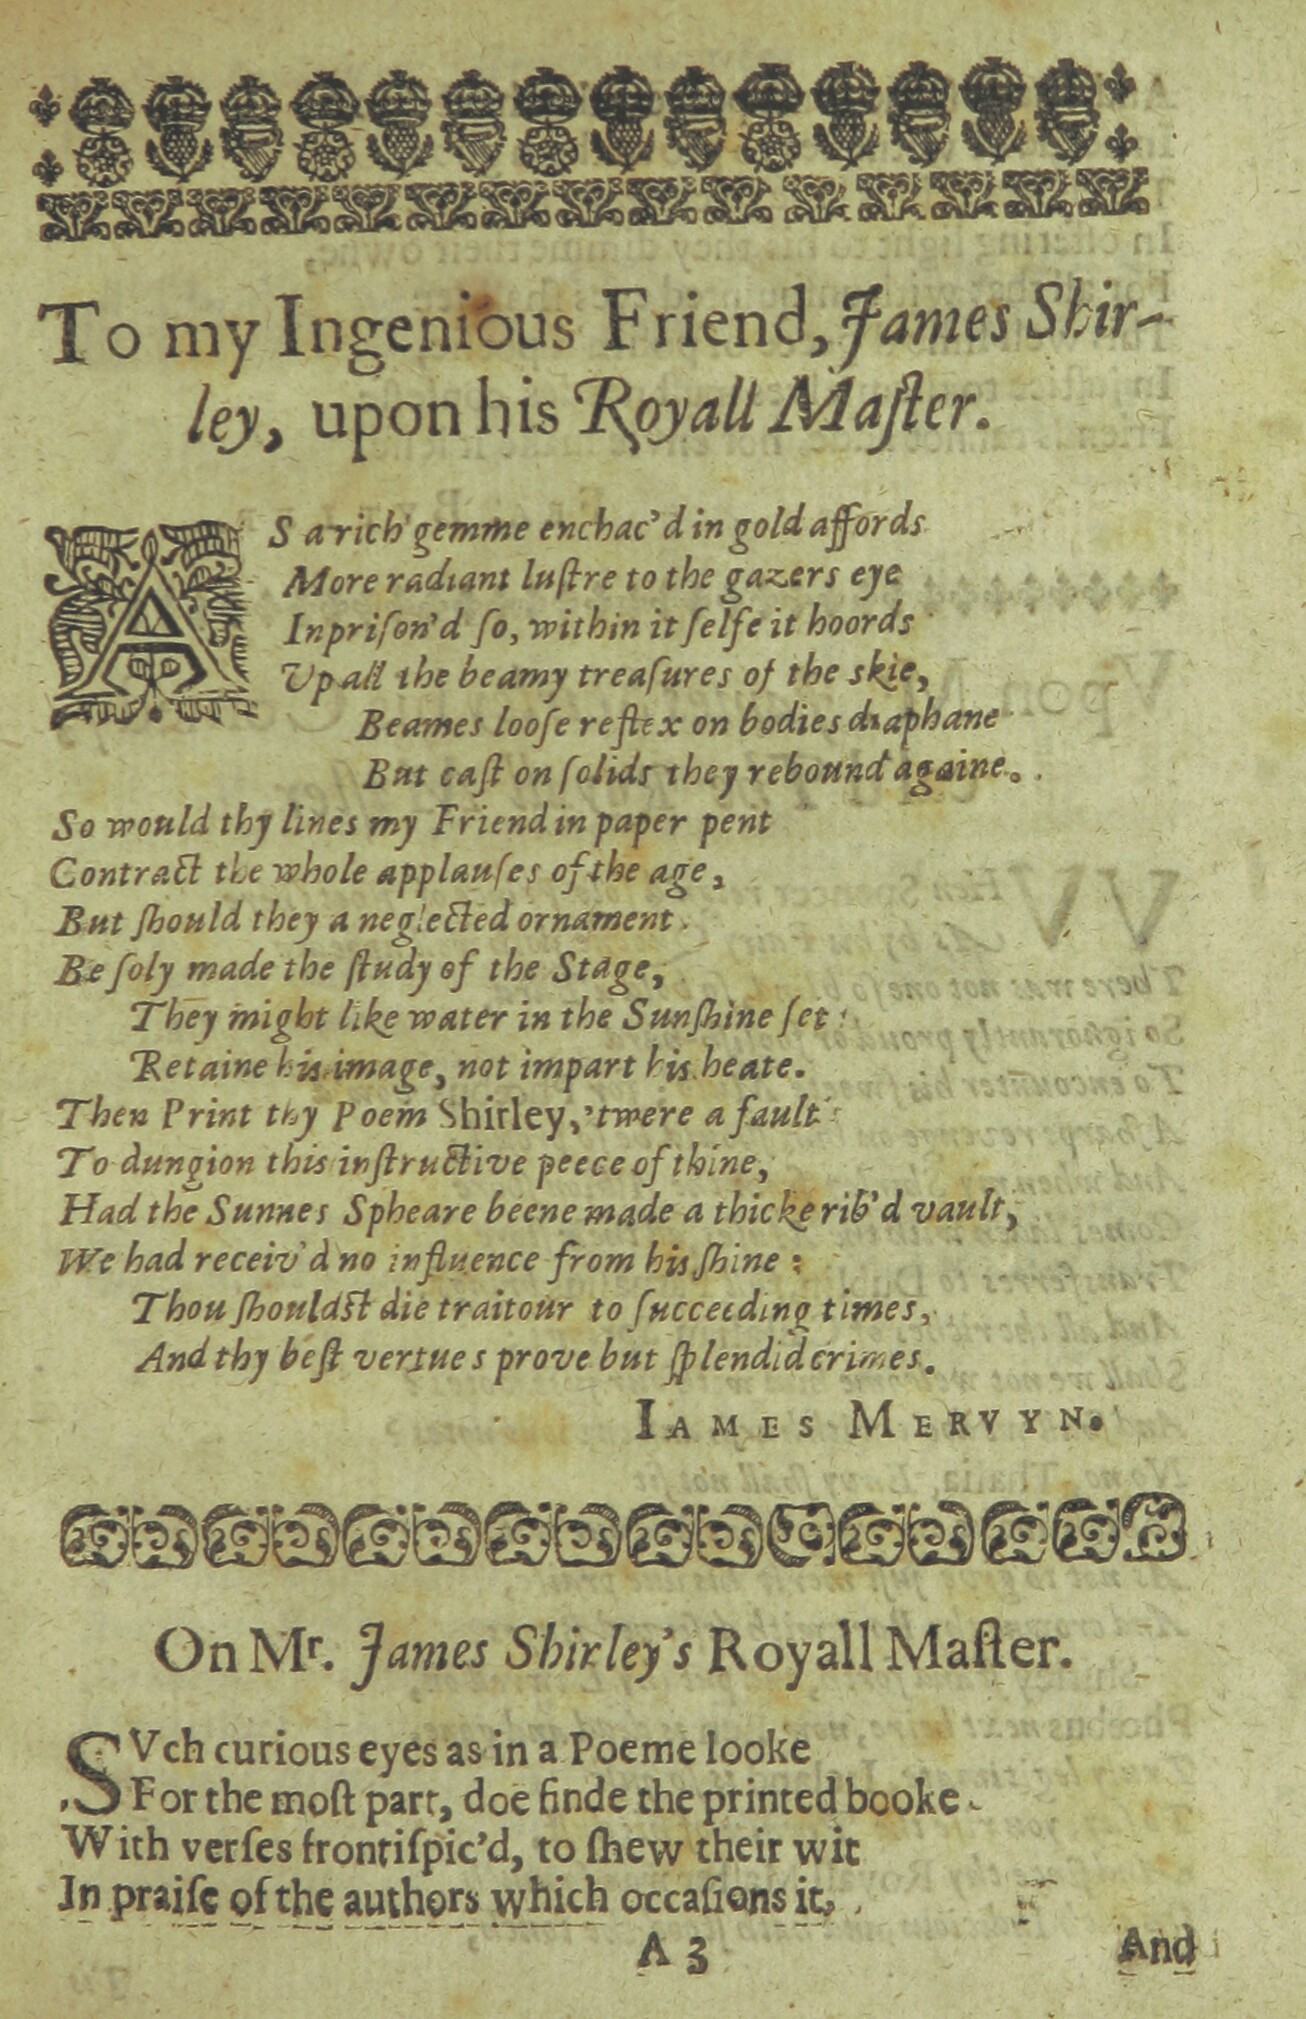 To my Ingenious Friend, James Shir-
ley, upon his Royall Maſter.
AS a rich gemme enchac'd in gold affords
More radiant luſtre to the gazers eye
Inpriſon'd ſo, within it ſelfe it hoords
Up all the beamy treaſures of the skie,
Beames looſe reflex on bodies diaphane
But caſt on ſolids they rebound againe.
So would thy lines my Friend in paper pent
Contract the whole applauſes of the age,
But ſhould they a neglected ornament
Be ſoly made the ſtudy of the Stage,
They might like water in the Sunſhine ſet
Retaine his image, not impart his heate.
Then Print thy Poem Shirley, 'twere a fault
To dungion this inſtructive peece of thine,
Had the Sunnes Spheare beene made a thicke rib'd vault,
We had receiv'd no influence from his ſhine:
Thou ſhouldſt die traitour to ſucceeding times,
And thy beſt vertues prove but ſplendid crimes.
IAMES MERVYN.
On Mr. James Shirley's Royall Maſter.
SVch curious eyes as in a Poeme looke
For the moſt part, doe finde the printed booke
With verſes frontiſpic'd, to ſhew their wit
In praiſe of the authors which occaſions it,
A 3
And